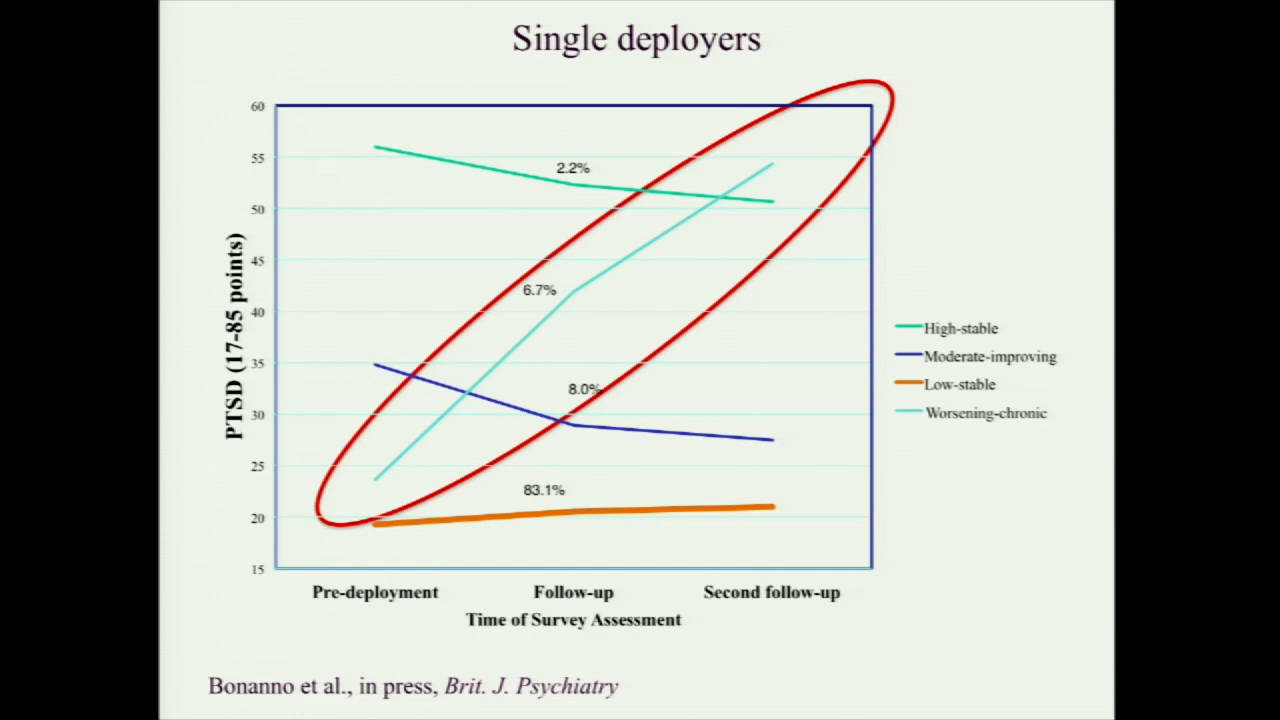 Single deployers
60
55
50
45
40
35
30
25
20
15
PTSD (17-85 points)
2.2%
6.7%
8.0%
83.1%
Pre-deployment Follow-up Second follow-up
Time of Survey Assessment
High-stable
Moderate-improving
Low-stable
Worsening-chronic
Bonanno et al., in press, Brit. J. Psychiatry